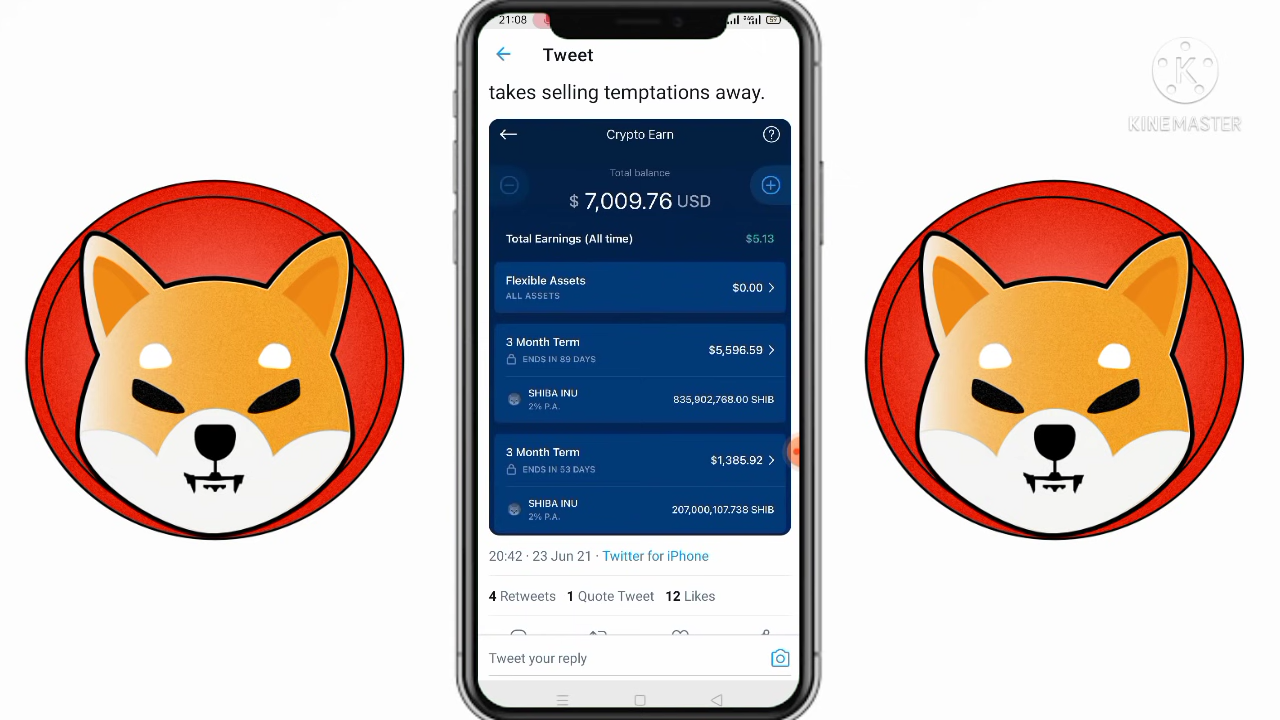 21:08
Tweet
takes selling temptations away.
Crypto Earn
Total balance
$ 7,009.76 USD
Total Earnings (All time) $5.13
Flexible Assets $0.00
ALL ASSETS
3 Month Term $5,596.59
ENDS IN 89 DAYS
SHIBA INU 835,902,768.00 SHIB
2% P.A.
3 Month Term $1,385.92
ENDS IN 53 DAYS
SHIBA INU 207,000,107.738 SHIB
2% P.A.
20:42 · 23 Jun 21 · Twitter for iPhone
4 Retweets 1 Quote Tweet 12 Likes
Tweet your reply
K
KINEMASTER